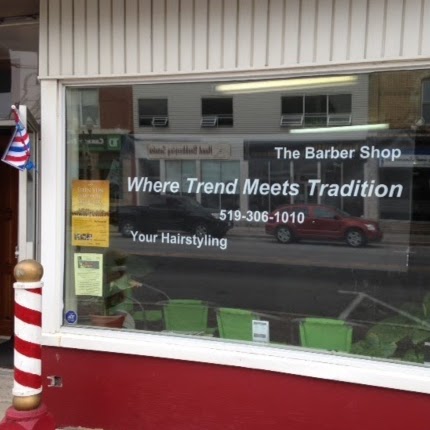 The Barber Shop
Where Trend Meets Tradition
519-306-1010
Your Hairstyling